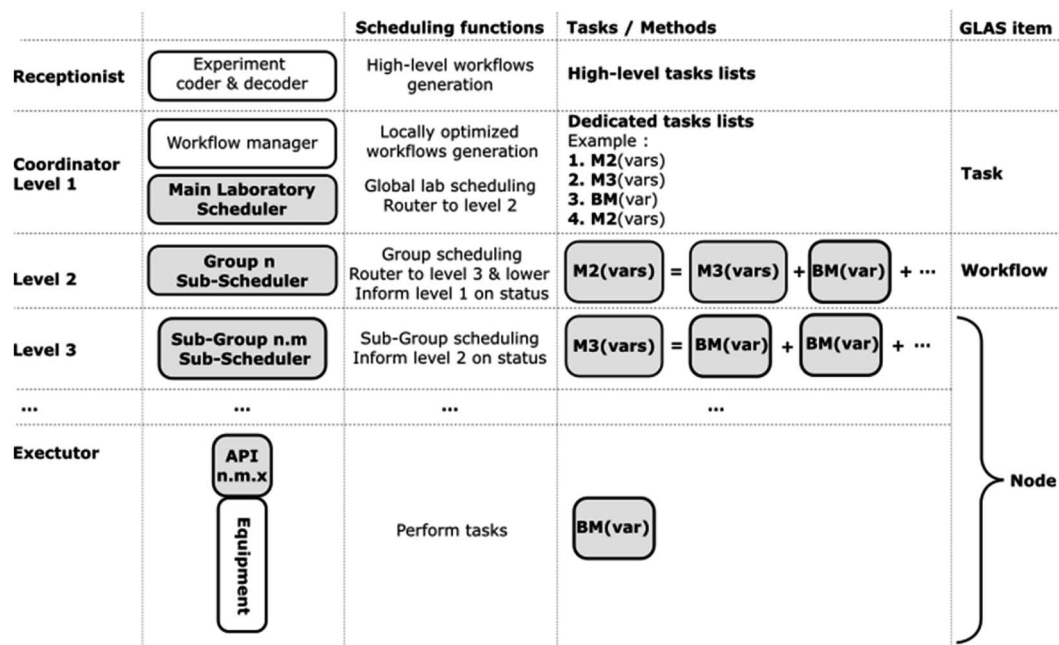 Scheduling functions
Tasks / Methods
GLAS item
Receptionist
Experiment
coder & decoder
High-level workflows
generation
High-level tasks lists
Coordinator
Level 1
Workflow manager
Locally optimized
workflows generation
Main Laboratory
Scheduler
Global lab scheduling
Router to level 2
Dedicated tasks lists
Example :
1. M2(vars)
2. M3(vars)
3. BM(var)
4. M2(vars)
Task
Level 2
Group n
Sub-Scheduler
Group scheduling
Router to level 3 & lower
Inform level 1 on status
M2(vars) = M3(vars) + BM(var) + ...
Workflow
Level 3
Sub-Group n.m
Sub-Scheduler
Sub-Group scheduling
Inform level 2 on status
M3(vars) = BM(var) + BM(var) + ...
... ... ... ...
Exectutor
API
n.m.x
Equipment
Perform tasks
BM(var)
Node